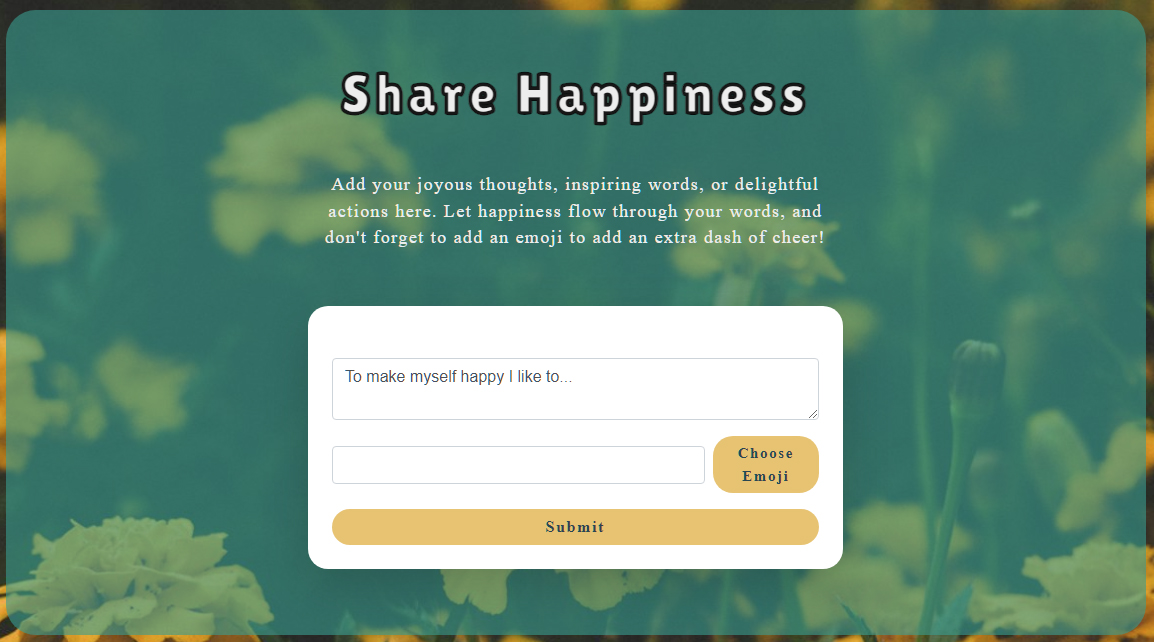 Share Happiness
Add your joyous thoughts, inspiring words, or delightful
actions here. Let happiness flow through your words, and
don't forget to add an emoji to add an extra dash of cheer!
To make myself happy I like to...
Choose
Emoji
Submit